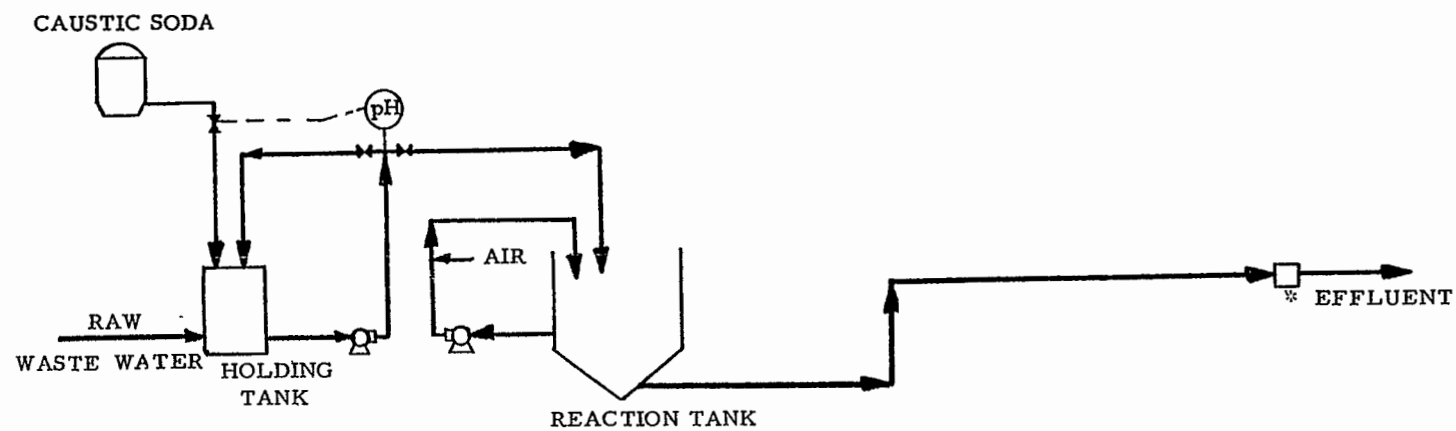 CAUSTIC SODA
pH
AIR
RAW
WASTE WATER
HOLDING
TANK
* EFFLUENT
REACTION TANK